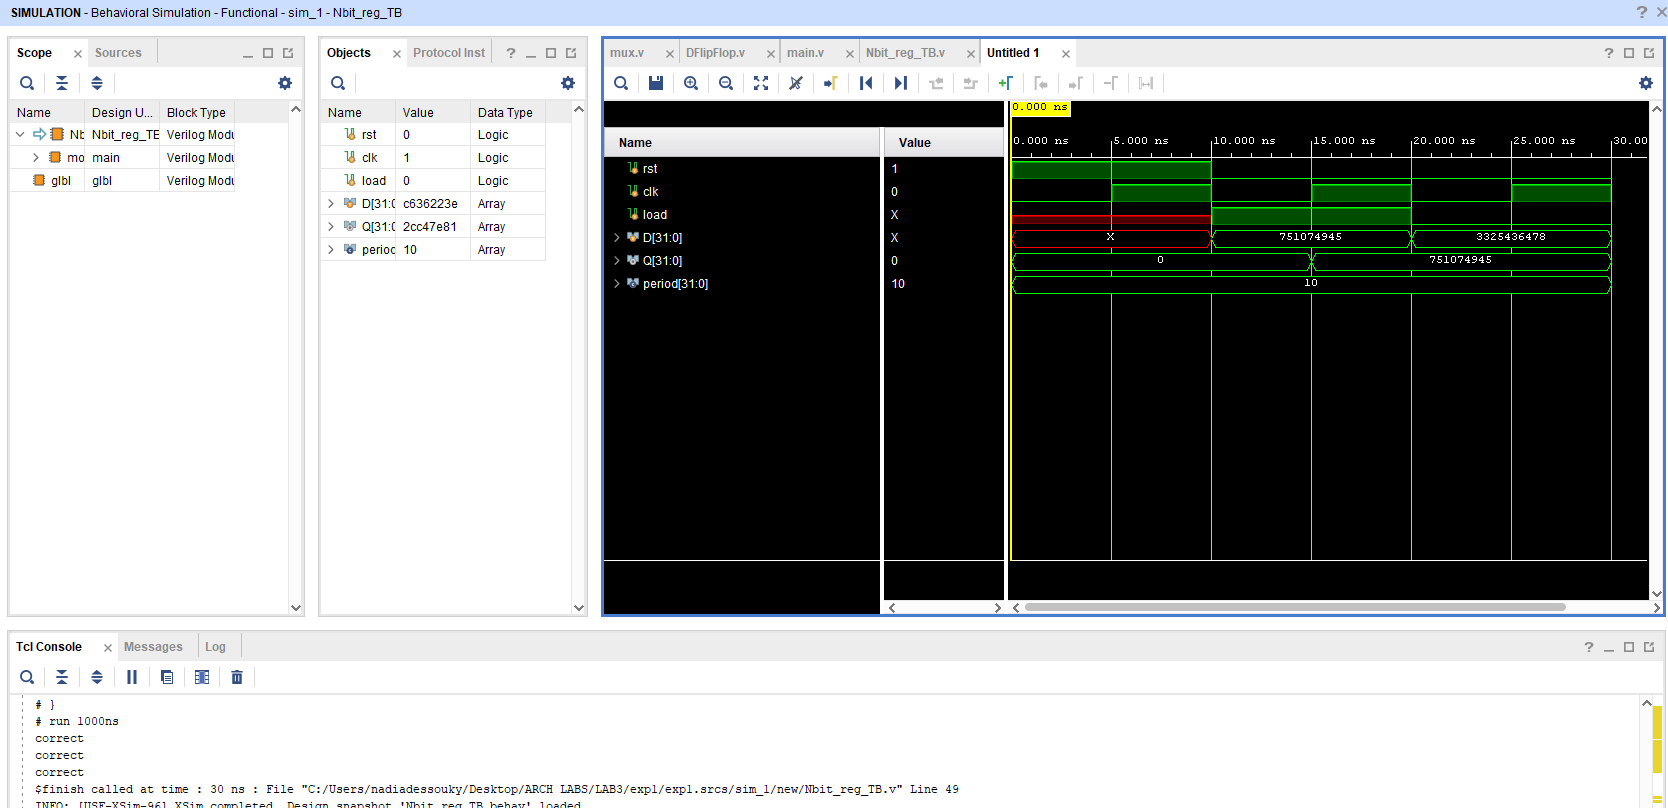 SIMULATION - Behavioral Simulation - Functional - sim_1 - Nbit_reg_TB
Scope Sources
Name Design U... Block Type
Nb Nbit_reg_TB Verilog Modu
mo main Verilog Modu
glbl glbl Verilog Modu
Objects Protocol Inst
Name Value Data Type
rst 0 Logic
clk 1 Logic
load 0 Logic
D[31:0 c636223e Array
Q[31:0 2cc47e81 Array
period 10 Array
mux.v DFlipFlop.v main.v Nbit_reg_TB.v Untitled 1
0.000 ns
Name Value
0.000 ns 5.000 ns 10.000 ns 15.000 ns 20.000 ns 25.000 ns 30.00
rst 1
clk 0
load X
D[31:0] X X 751074945 3325436478
Q[31:0] 0 0 751074945
period[31:0] 10 10
Tcl Console Messages Log
# }
# run 1000ns
correct
correct
correct
$finish called at time : 30 ns : File "C:/Users/nadiadessouky/Desktop/ARCH LABS/LAB3/exp1/exp1.srcs/sim_1/new/Nbit_reg_TB.v" Line 49
INFO: [USF-XSim-96] XSim completed. Design snapshot 'Nbit_reg_TB_behav' loaded.